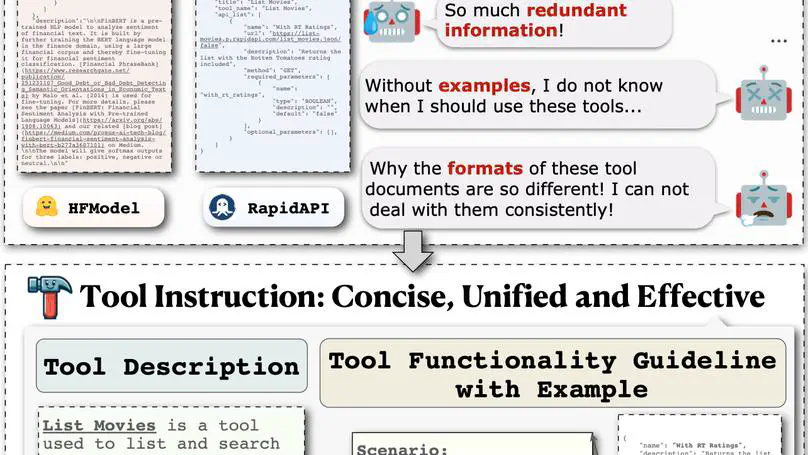 "description":"\n\nFinBERT is a pre-
trained NLP model to analyze sentiment
of financial text. It is built by
further training the BERT language model
in the finance domain, using a large
financial corpus and thereby fine-tuning
it for financial sentiment
classification. [Financial PhraseBank]
(https://www.researchgate.net/
publication/
251231107_Good_Debt_or_Bad_Debt_Detectin
g_Semantic_Orientations_in_Economic_Text
s) by Malo et al. (2014) is used for
fine-tuning. For more details, please
see the paper [FinBERT: Financial
Sentiment Analysis with Pre-trained
Language Models](https://arxiv.org/abs/
1908.10063) and our related [blog post]
(https://medium.com/prosus-ai-tech-blog/
finbert-financial-sentiment-analysis-
with-bert-b277a3607101) on Medium.
\n\nThe model will give softmax outputs
for three labels: positive, negative or
neutral.\n\n"
HFModel
"title": "List Movies",
"tool_name": "List Movies",
"api_list": [
{
"name": "With RT Ratings",
"url": "https://list-
movies.p.rapidapi.com/list_movies.json/
false",
"description": "Returns the
list with the Rotten Tomatoes rating
included",
"method": "GET",
"required_parameters": [
{
"name":
"with_rt_ratings",
"type": "BOOLEAN",
"description": "",
"default": "false"
}
],
"optional_parameters": [],
}
RapidAPI
So much redundant
information!
...
Without examples, I do not know
when I should use these tools...
Why the formats of these tool
documents are so different! I can not
deal with them consistently!
Tool Instruction: Concise, Unified and Effective
Tool Description
Tool Functionality Guideline
with Example
List Movies is a tool
used to list and search
Scenario:
{
"name": "With RT Ratings",
"description": "Returns the list